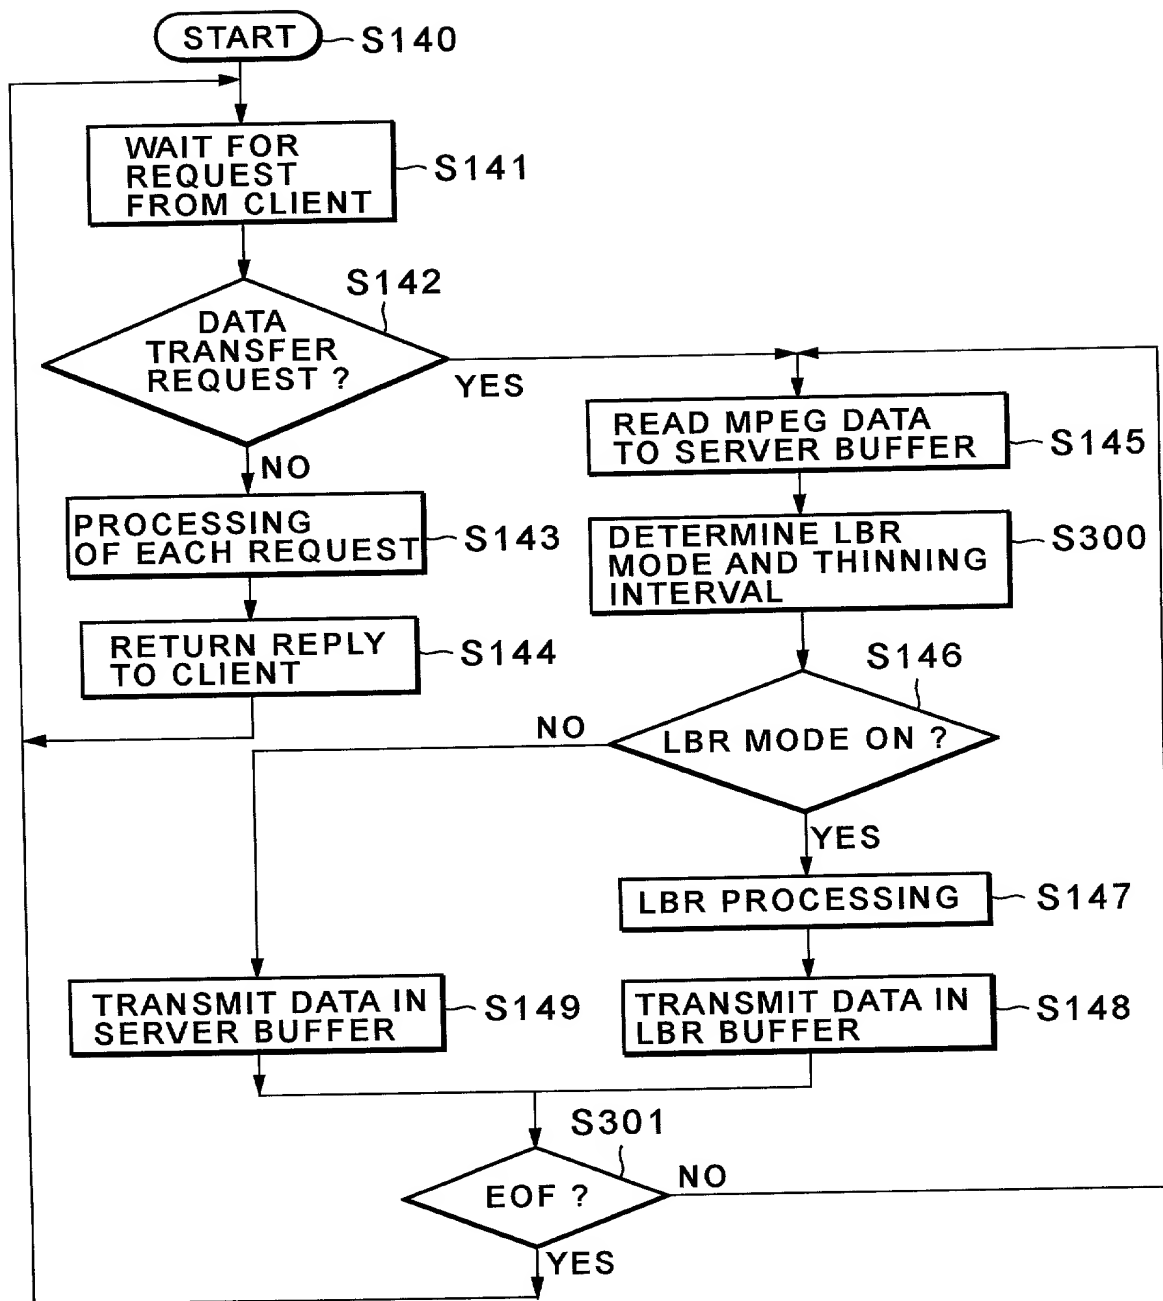 START
S140
WAIT FOR
REQUEST
FROM CLIENT
S141
S142
DATA
TRANSFER
REQUEST ?
YES
NO
READ MPEG DATA
TO SERVER BUFFER
S145
PROCESSING
OF EACH REQUEST
S143
DETERMINE LBR
MODE AND THINNING
INTERVAL
S300
RETURN REPLY
TO CLIENT
S144
S146
LBR MODE ON ?
NO
YES
LBR PROCESSING
S147
TRANSMIT DATA IN
SERVER BUFFER
S149
TRANSMIT DATA IN
LBR BUFFER
S148
S301
EOF ?
NO
YES